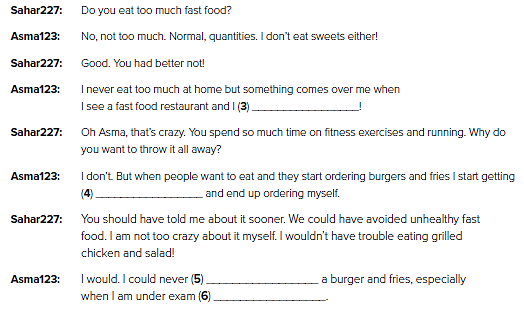 Sahar227: Do you eat too much fast food?
Asma123: No, not too much. Normal, quantities. I don't eat sweets either!
Sahar227: Good. You had better not!
Asma123: I never eat too much at home but something comes over me when
I see a fast food restaurant and I (3) ____________________!
Sahar227: Oh Asma, that's crazy. You spend so much time on fitness exercises and running. Why do
you want to throw it all away?
Asma123: I don't. But when people want to eat and they start ordering burgers and fries I start getting
(4) ____________________ and end up ordering myself.
Sahar227: You should have told me about it sooner. We could have avoided unhealthy fast
food. I am not too crazy about it myself. I wouldn't have trouble eating grilled
chicken and salad!
Asma123: I would. I could never (5) ____________________ a burger and fries, especially
when I am under exam (6) ____________________.